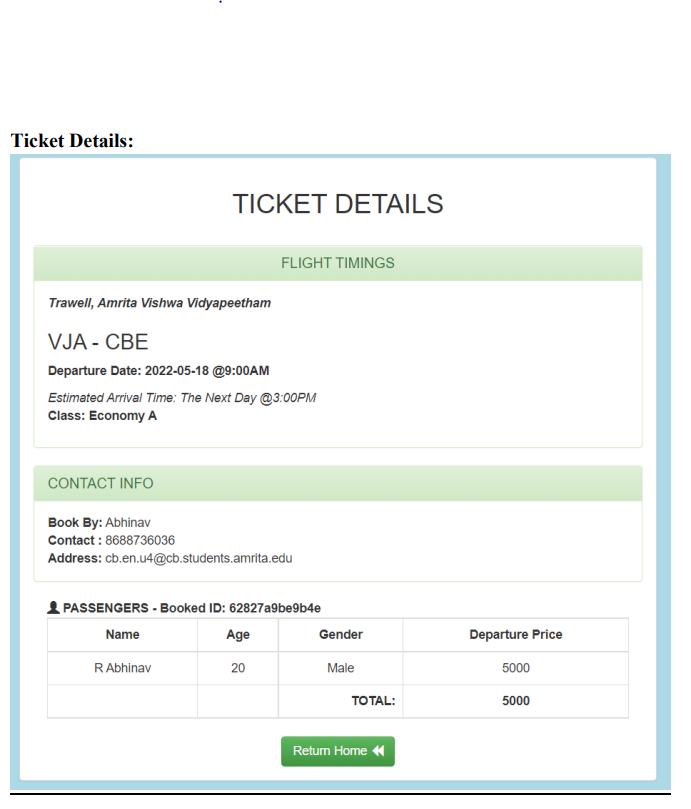 Ticket Details:
TICKET DETAILS
FLIGHT TIMINGS
Trawell, Amrita Vishwa Vidyapeetham
VJA - CBE
Departure Date: 2022-05-18 @9:00AM
Estimated Arrival Time: The Next Day @3:00PM
Class: Economy A
CONTACT INFO
Book By: Abhinav
Contact : 8688736036
Address: cb.en.u4@cb.students.amrita.edu
PASSENGERS - Booked ID: 62827a9be9b4e
Name Age Gender Departure Price
R Abhinav 20 Male 5000
TOTAL: 5000
Return Home